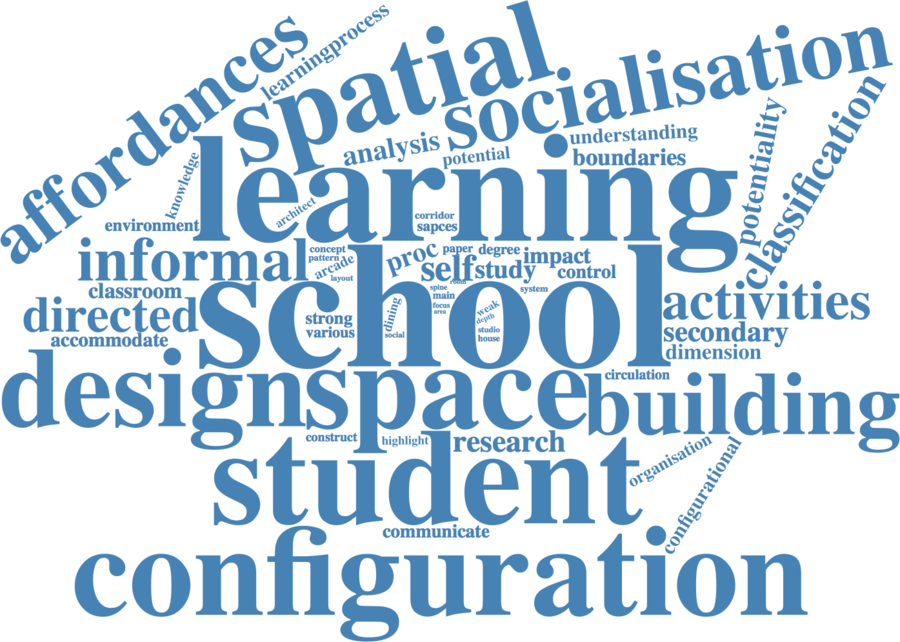 affordances
learningprocess
spatial
socialisation
analysis
potential
understanding
boundaries
potentiality
classification
knowledge
learning
environment
architect
corridor
sapces
informal
concept
pattern
arcade
layout
proc
paper
degree
impact
self
study
control
system
classroom
directed
accommodate
school
strong
various
dining
social
spine
main
focus
area
weak
depth
studio
house
activities
secondary
dimension
design
space
circulation
building
construct
highlight
research
organisation
configurational
student
communicate
configuration